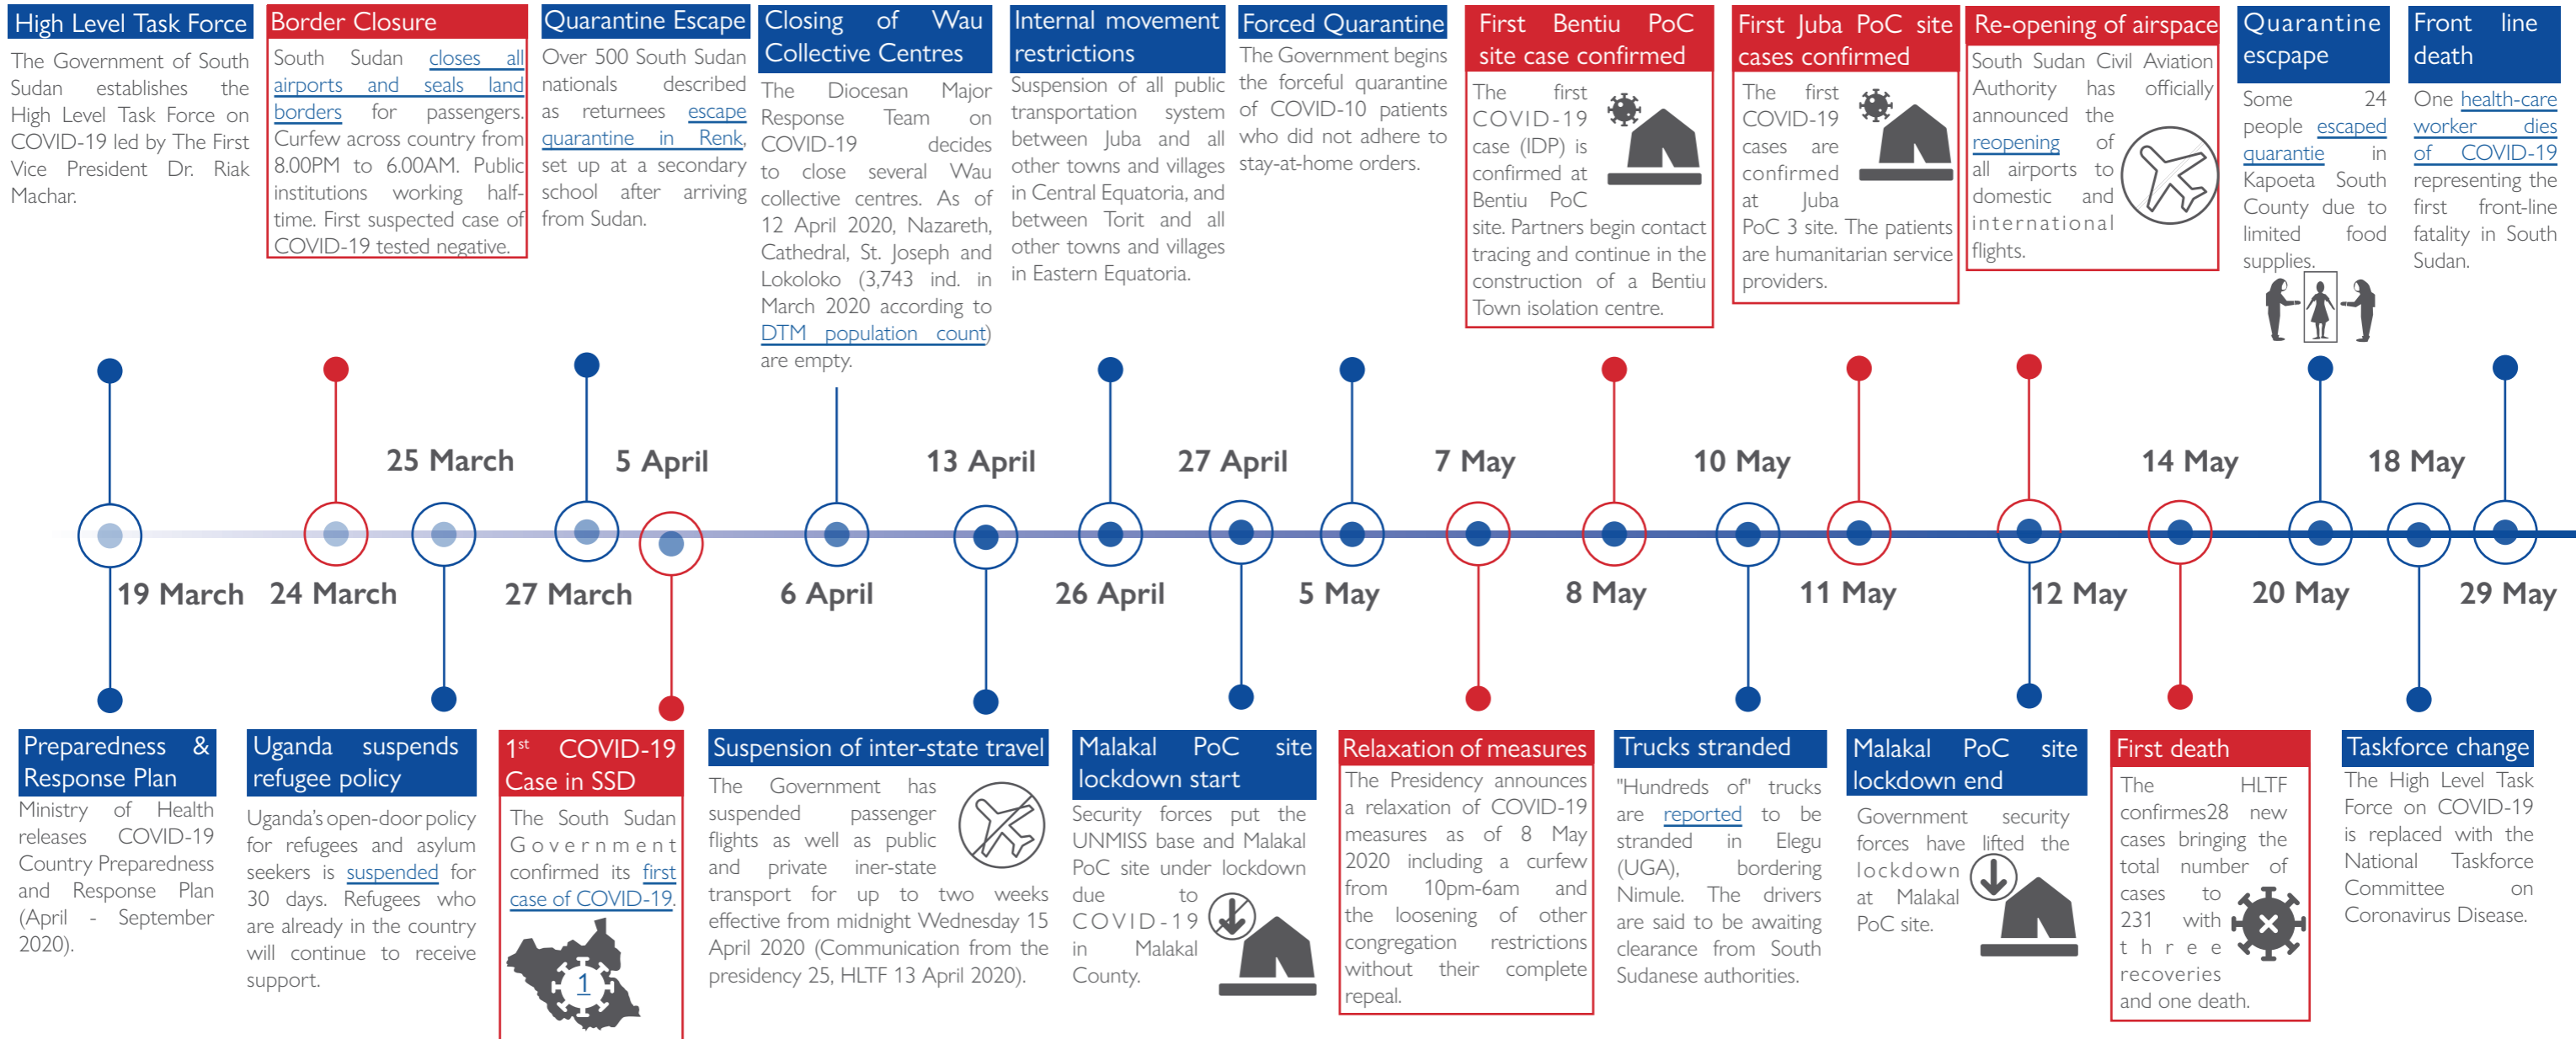 High Level Task Force
The Government of South
Sudan establishes the
High Level Task Force on
COVID-19 led by The First
Vice President Dr. Riak
Machar.
Border Closure
South Sudan closes all
airports and seals land
borders for passengers.
Curfew across country from
8.00PM to 6.00AM. Public
institutions working half-
time. First suspected case of
COVID-19 tested negative.
Quarantine Escape
Over 500 South Sudan
nationals described
as returnees escape
quarantine in Renk,
set up at a secondary
school after arriving
from Sudan.
Closing of Wau
Collective Centres
The Diocesan Major
Response Team on
COVID-19 decides
to close several Wau
collective centres. As of
12 April 2020, Nazareth,
Cathedral, St. Joseph and
Lokoloko (3,743 ind. in
March 2020 according to
DTM population count)
are empty.
Internal movement
restrictions
Suspension of all public
transportation system
between Juba and all
other towns and villages
in Central Equatoria, and
between Torit and all
other towns and villages
in Eastern Equatoria.
Forced Quarantine
The Government begins
the forceful quarantine
of COVID-10 patients
who did not adhere to
stay-at-home orders.
First Bentiu PoC
site case confirmed
The first
COVID-19
case (IDP) is
confirmed at
Bentiu PoC
site. Partners begin contact
tracing and continue in the
construction of a Bentiu
Town isolation centre.
First Juba PoC site
cases confirmed
The first
COVID-19
cases are
confirmed
at Juba
PoC 3 site. The patients
are humanitarian service
providers.
Re-opening of airspace
South Sudan Civil Aviation
Authority has officially
announced the
reopening of
all airports to
domestic and
international
flights.
Quarantine
escpape
Some 24
people escaped
quarantie in
Kapoeta South
County due to
limited food
supplies.
Front line
death
One health-care
worker dies
of COVID-19
representing the
first front-line
fatality in South
Sudan.
25 March
5 April
13 April
27 April
7 May
10 May
14 May
18 May
19 March
24 March
27 March
6 April
26 April
5 May
8 May
11 May
12 May
20 May
29 May
Preparedness &
Response Plan
Ministry of Health
releases COVID-19
Country Preparedness
and Response Plan
(April - September
2020).
Uganda suspends
refugee policy
Uganda's open-door policy
for refugees and asylum
seekers is suspended for
30 days. Refugees who
are already in the country
will continue to receive
support.
1st COVID-19
Case in SSD
The South Sudan
Government
confirmed its first
case of COVID-19.
1
Suspension of inter-state travel
The Government has
suspended passenger
flights as well as public
and private iner-state
transport for up to two weeks
effective from midnight Wednesday 15
April 2020 (Communication from the
presidency 25, HLTF 13 April 2020).
Malakal PoC site
lockdown start
Security forces put the
UNMISS base and Malakal
PoC site under lockdown
due to
COVID-19
in Malakal
County.
Relaxation of measures
The Presidency announces
a relaxation of COVID-19
measures as of 8 May
2020 including a curfew
from 10pm-6am and
the loosening of other
congregation restrictions
without their complete
repeal.
Trucks stranded
"Hundreds of" trucks
are reported to be
stranded in Elegu
(UGA), bordering
Nimule. The drivers
are said to be awaiting
clearance from South
Sudanese authorities.
Malakal PoC site
lockdown end
Government security
forces have lifted the
lockdown
at Malakal
PoC site.
First death
The HLTF
confirmes28 new
cases bringing the
total number of
cases to
231 with
three
recoveries
and one death.
Taskforce change
The High Level Task
Force on COVID-19
is replaced with the
National Taskforce
Committee on
Coronavirus Disease.